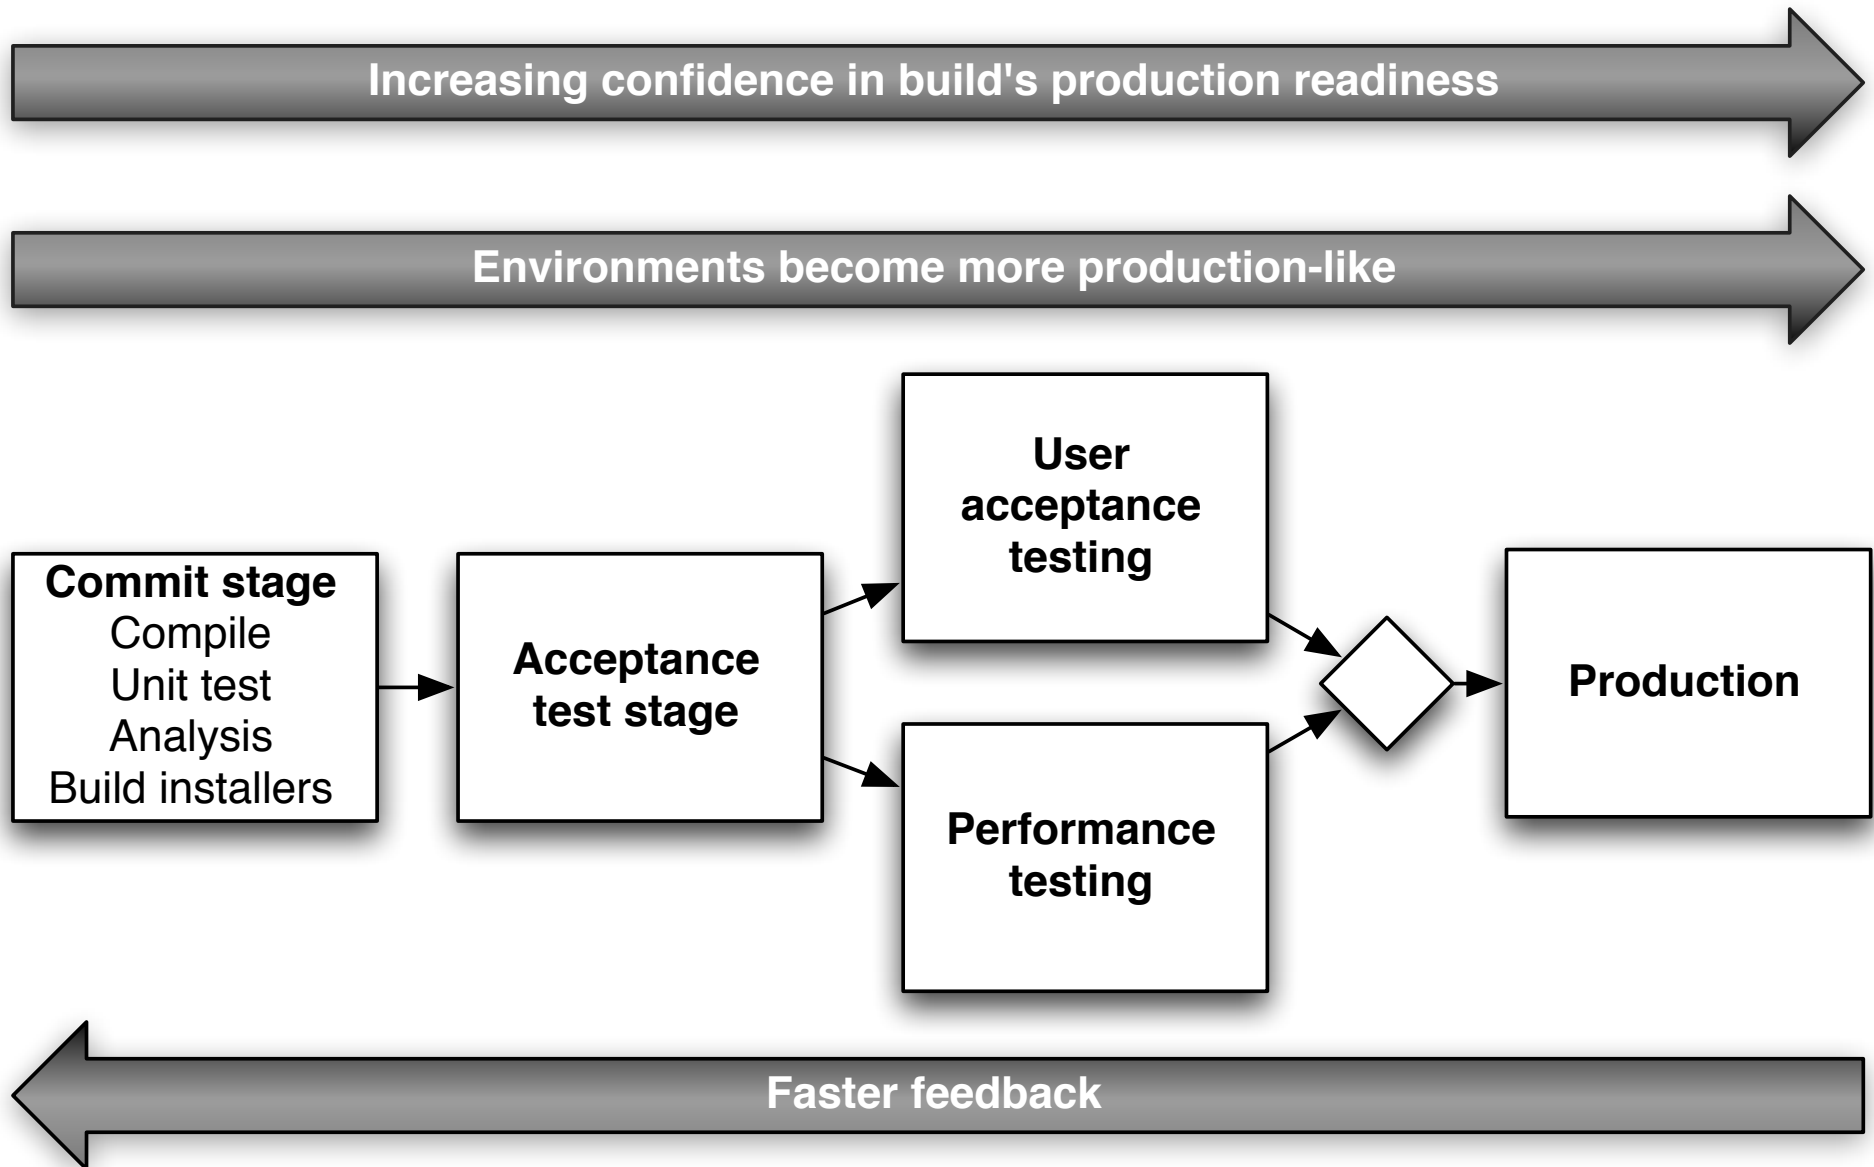 Increasing confidence in build's production readiness
Environments become more production-like
Commit stage
Compile
Unit test
Analysis
Build installers
Acceptance
test stage
User
acceptance
testing
Performance
testing
Production
Faster feedback